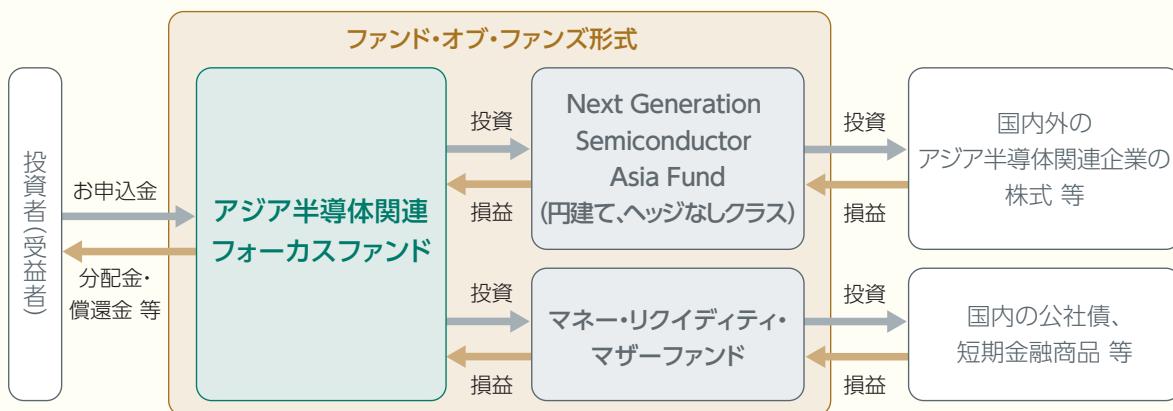 ファンド・オブ・ファンズ形式
投資者（受益者）
お申込金
分配金・
償還金 等
アジア半導体関連
フォーカスファンド
投資
損益
Next Generation
Semiconductor
Asia Fund
（円建て、ヘッジなしクラス）
投資
損益
国内外の
アジア半導体関連企業の
株式 等
投資
損益
マネー・リクイディティ・
マザーファンド
投資
損益
国内の公社債、
短期金融商品 等